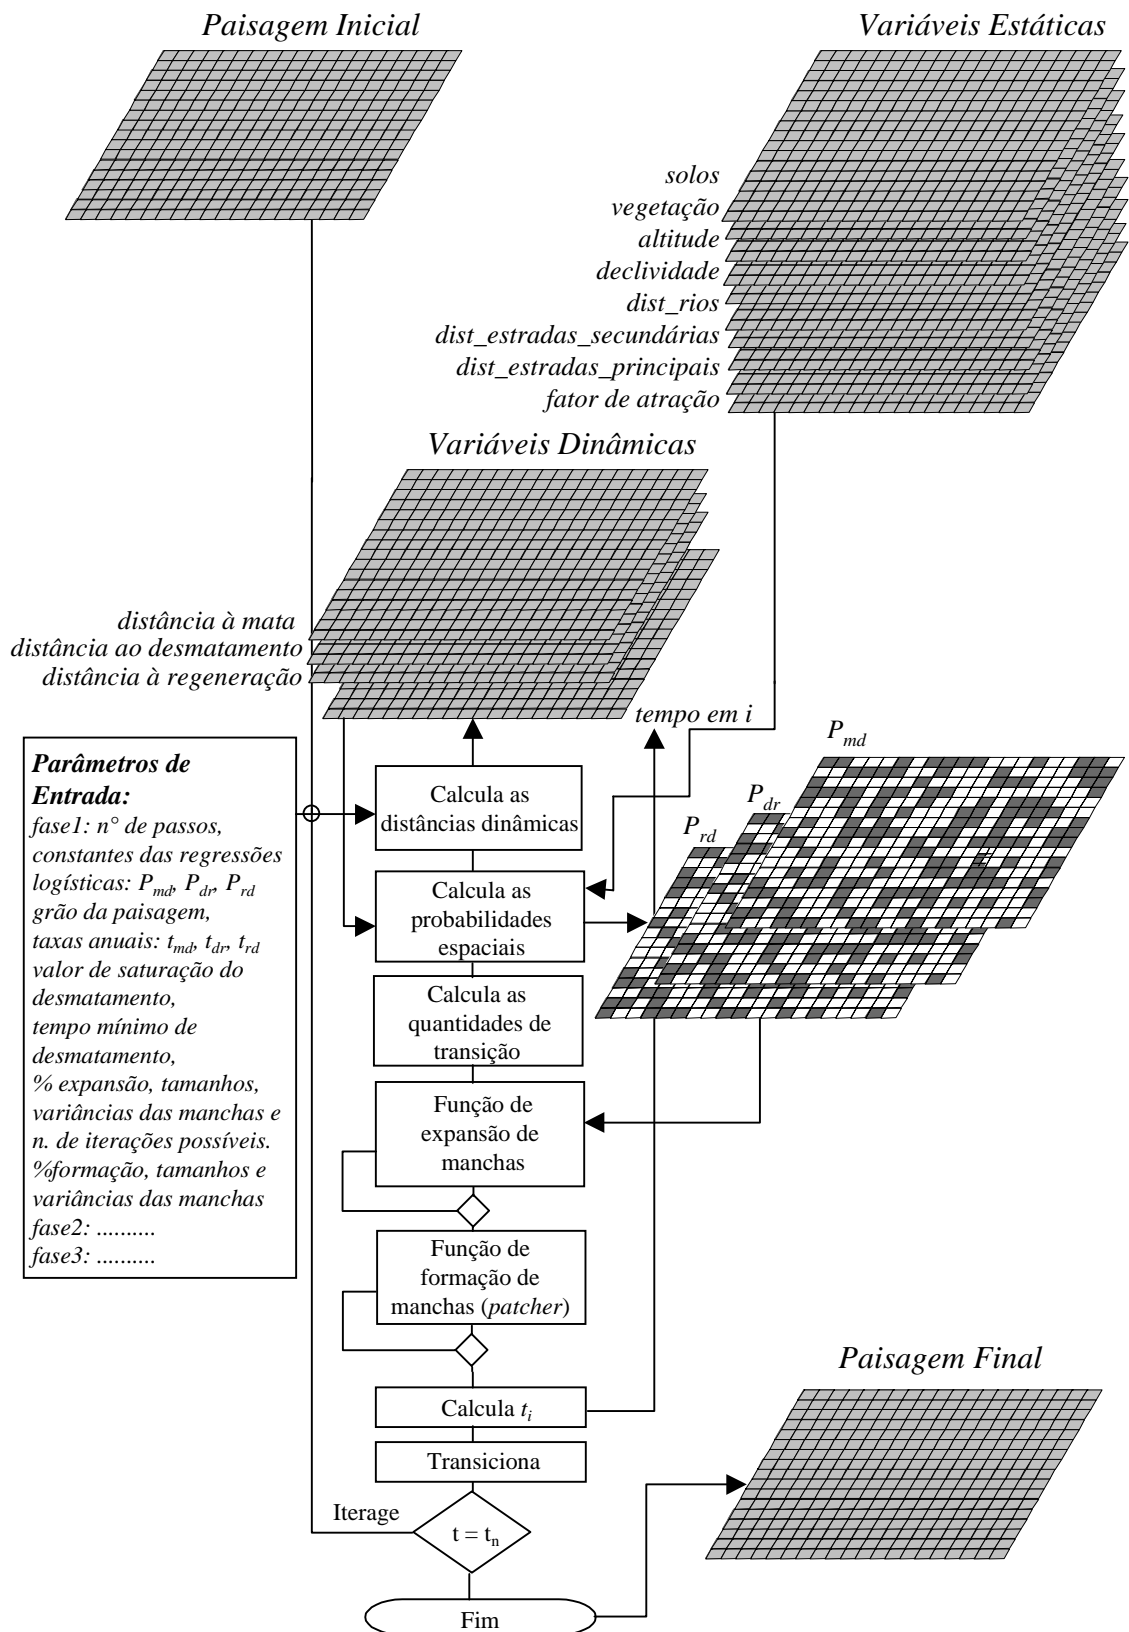 Paisagem Inicial
Variáveis Estáticas
solos
vegetação
altitude
declividade
dist_rios
dist_estradas_secundárias
dist_estradas_principais
fator de atração
Variáveis Dinâmicas
distância à mata
distância ao desmatamento
distância à regeneração
tempo em i
P_md
P_dr
P_rd
Parâmetros de
Entrada:
fase1: n° de passos,
constantes das regressões
logísticas: P_md, P_dr, P_rd
grão da paisagem,
taxas anuais: t_md, t_dr, t_rd
valor de saturação do
desmatamento,
tempo mínimo de
desmatamento,
% expansão, tamanhos,
variâncias das manchas e
n. de iterações possíveis.
%formação, tamanhos e
variâncias das manchas
fase2: ..........
fase3: ..........
Calcula as
distâncias dinâmicas
Calcula as
probabilidades
espaciais
Calcula as
quantidades de
transição
Função de
expansão de
manchas
Função de
formação de
manchas (patcher)
Calcula t_i
Transiciona
Iterage
t = t_n
Fim
Paisagem Final